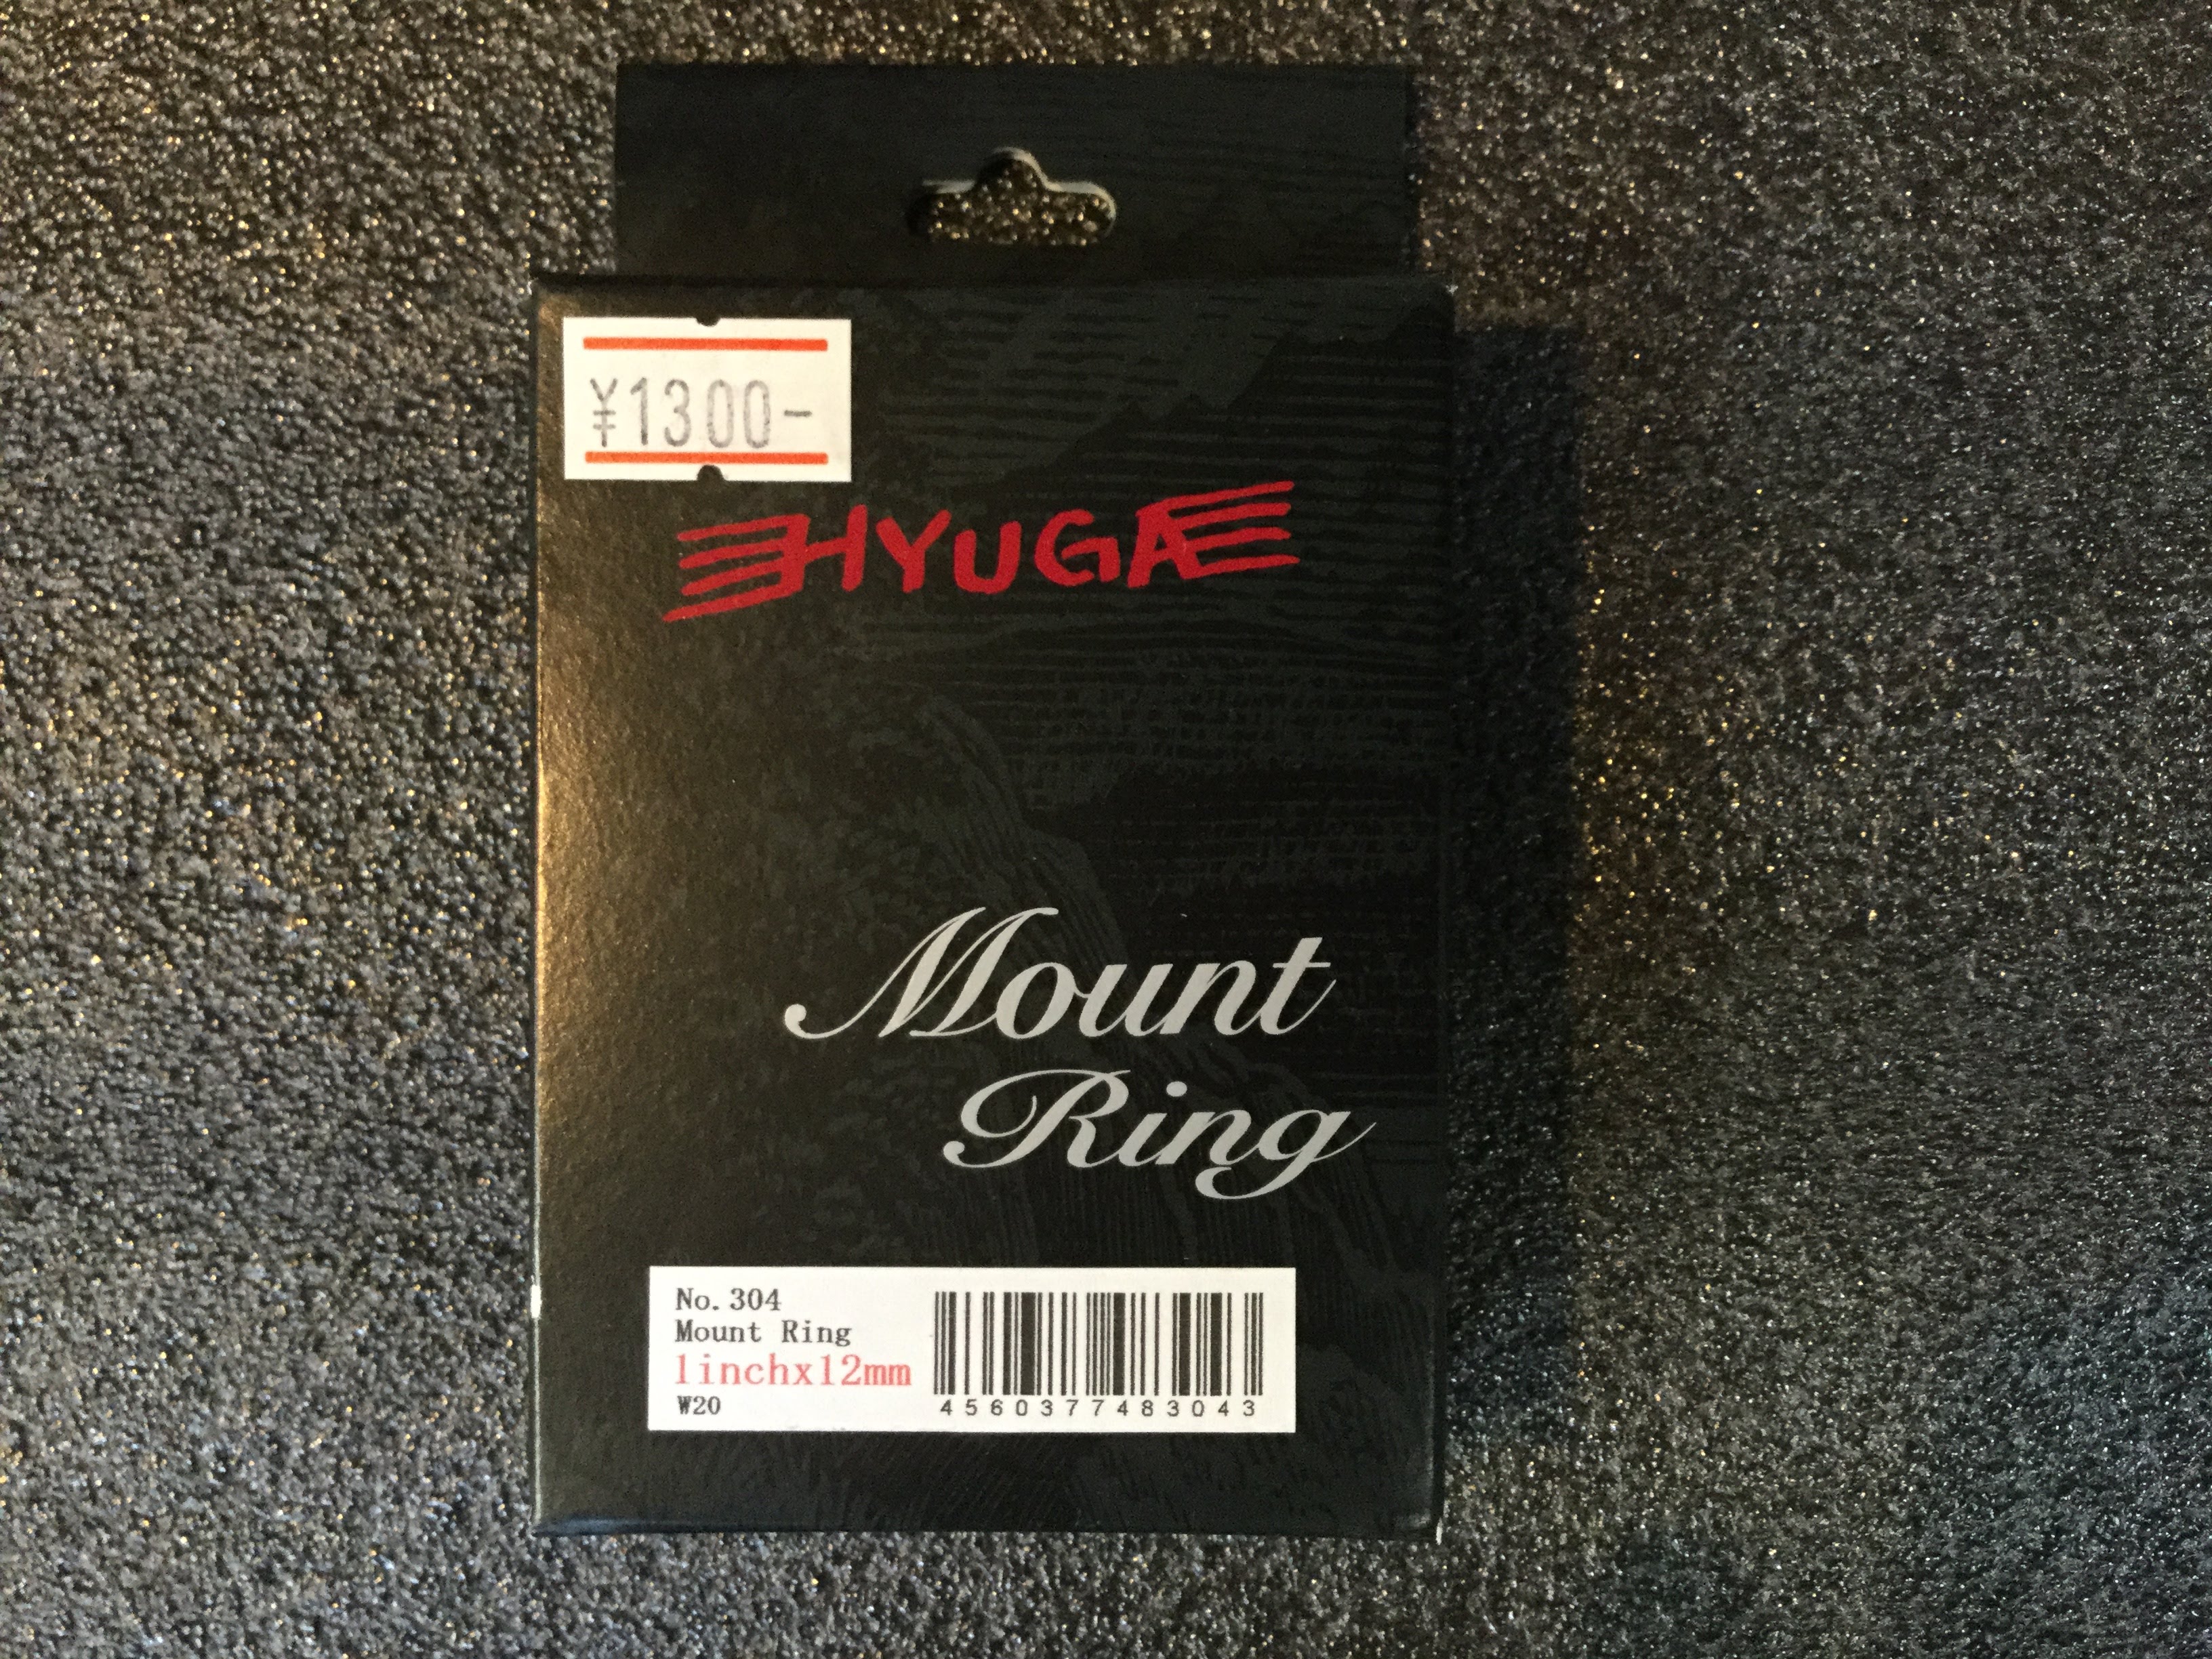 ¥1300-
HYUGA
Mount
Ring
No.304
Mount Ring
1inchx12mm
W20
4560377483043